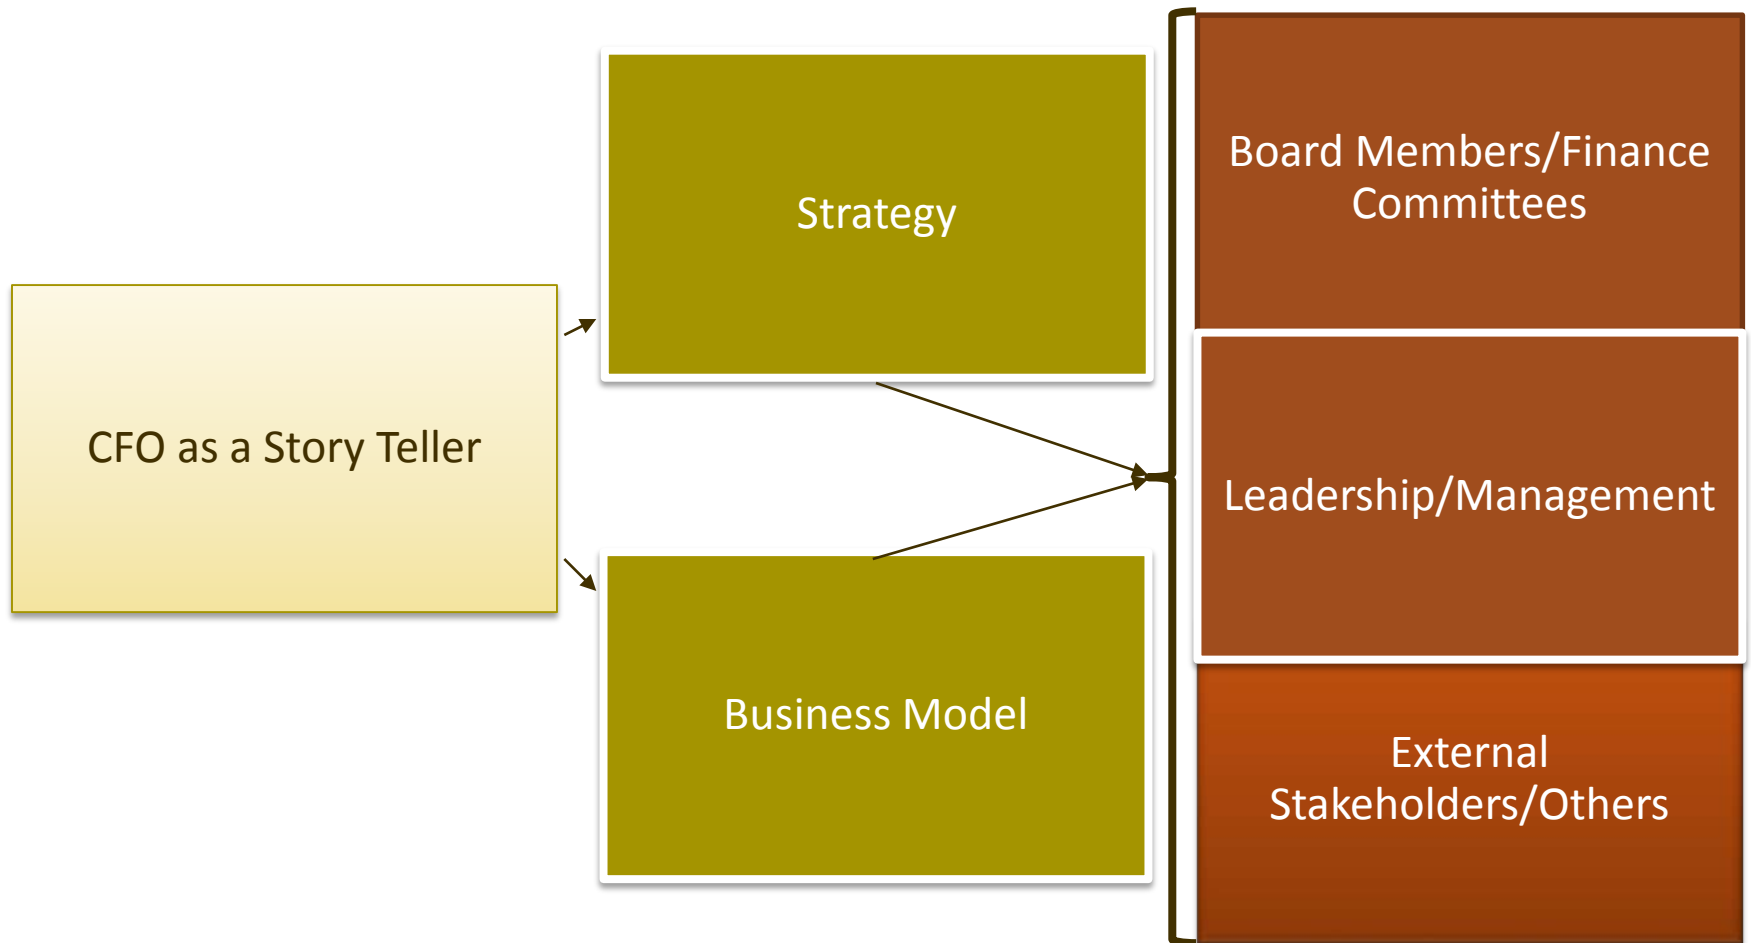 CFO as a Story Teller
Strategy
Business Model
Board Members/Finance
Committees
Leadership/Management
External
Stakeholders/Others